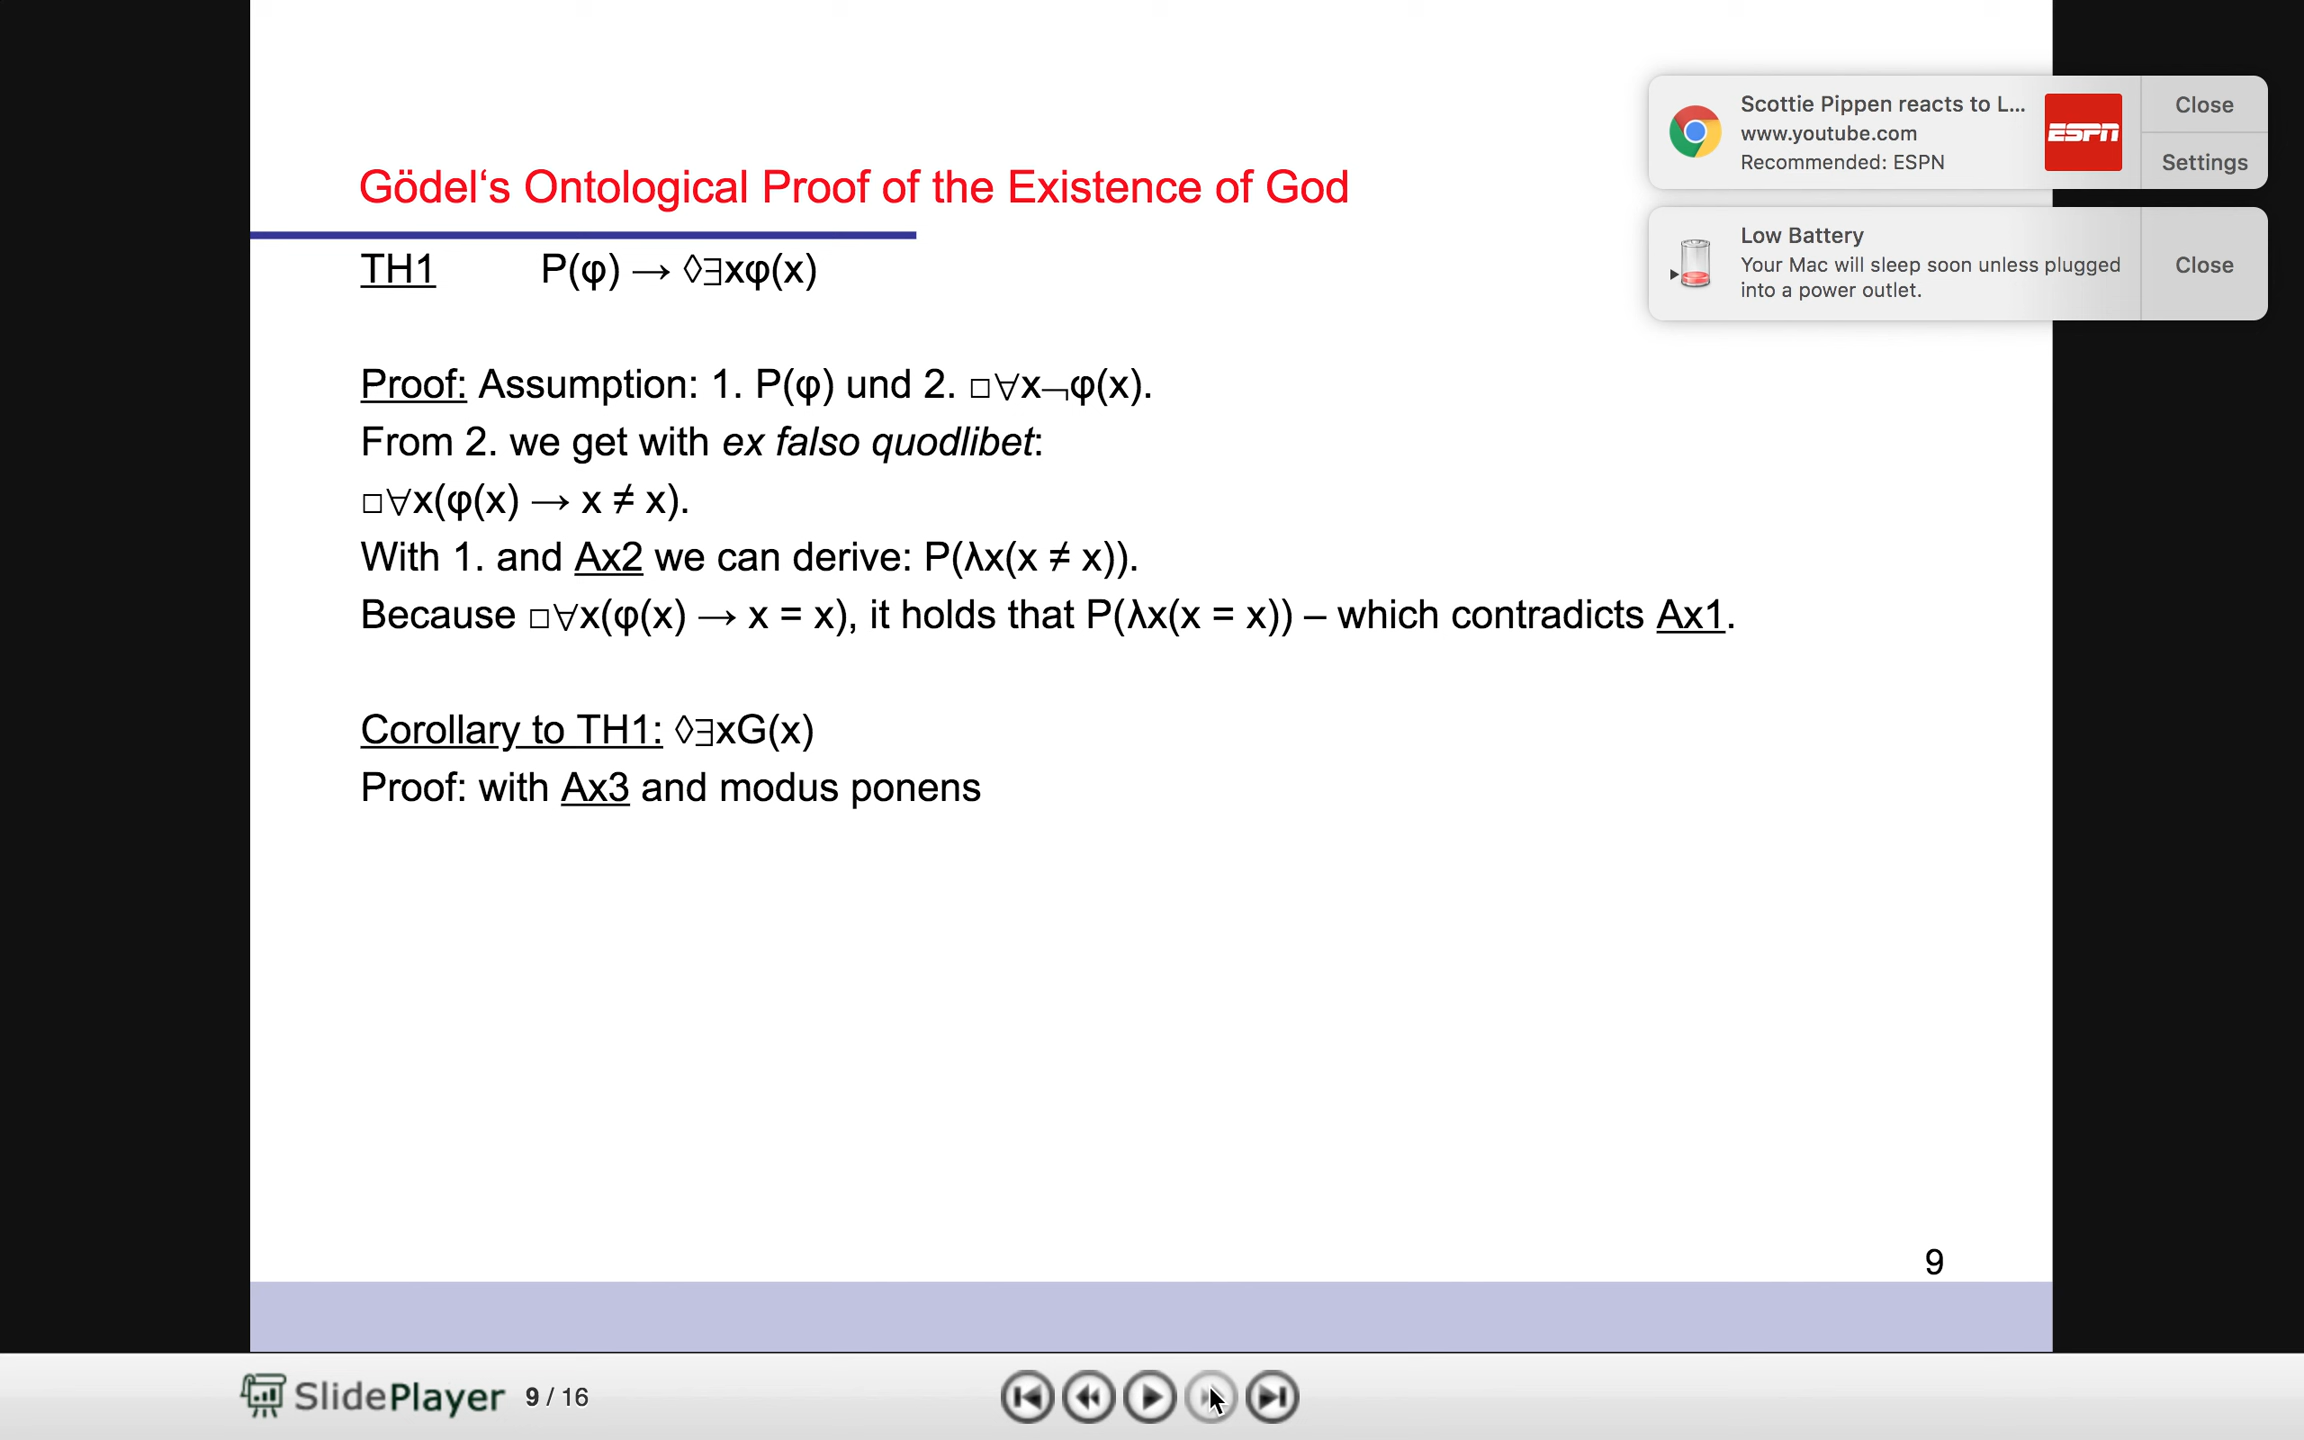 Gödel‘s Ontological Proof of the Existence of God
TH1 P(φ) → ◊∃xφ(x)
Proof: Assumption: 1. P(φ) und 2. □∀x¬φ(x).
From 2. we get with ex falso quodlibet:
□∀x(φ(x) → x ≠ x).
With 1. and Ax2 we can derive: P(λx(x ≠ x)).
Because □∀x(φ(x) → x = x), it holds that P(λx(x = x)) – which contradicts Ax1.
Corollary to TH1: ◊∃xG(x)
Proof: with Ax3 and modus ponens
9
Scottie Pippen reacts to L...
www.youtube.com
Recommended: ESPN
ESPN
Close
Settings
Low Battery
Your Mac will sleep soon unless plugged
into a power outlet.
Close
SlidePlayer 9 / 16